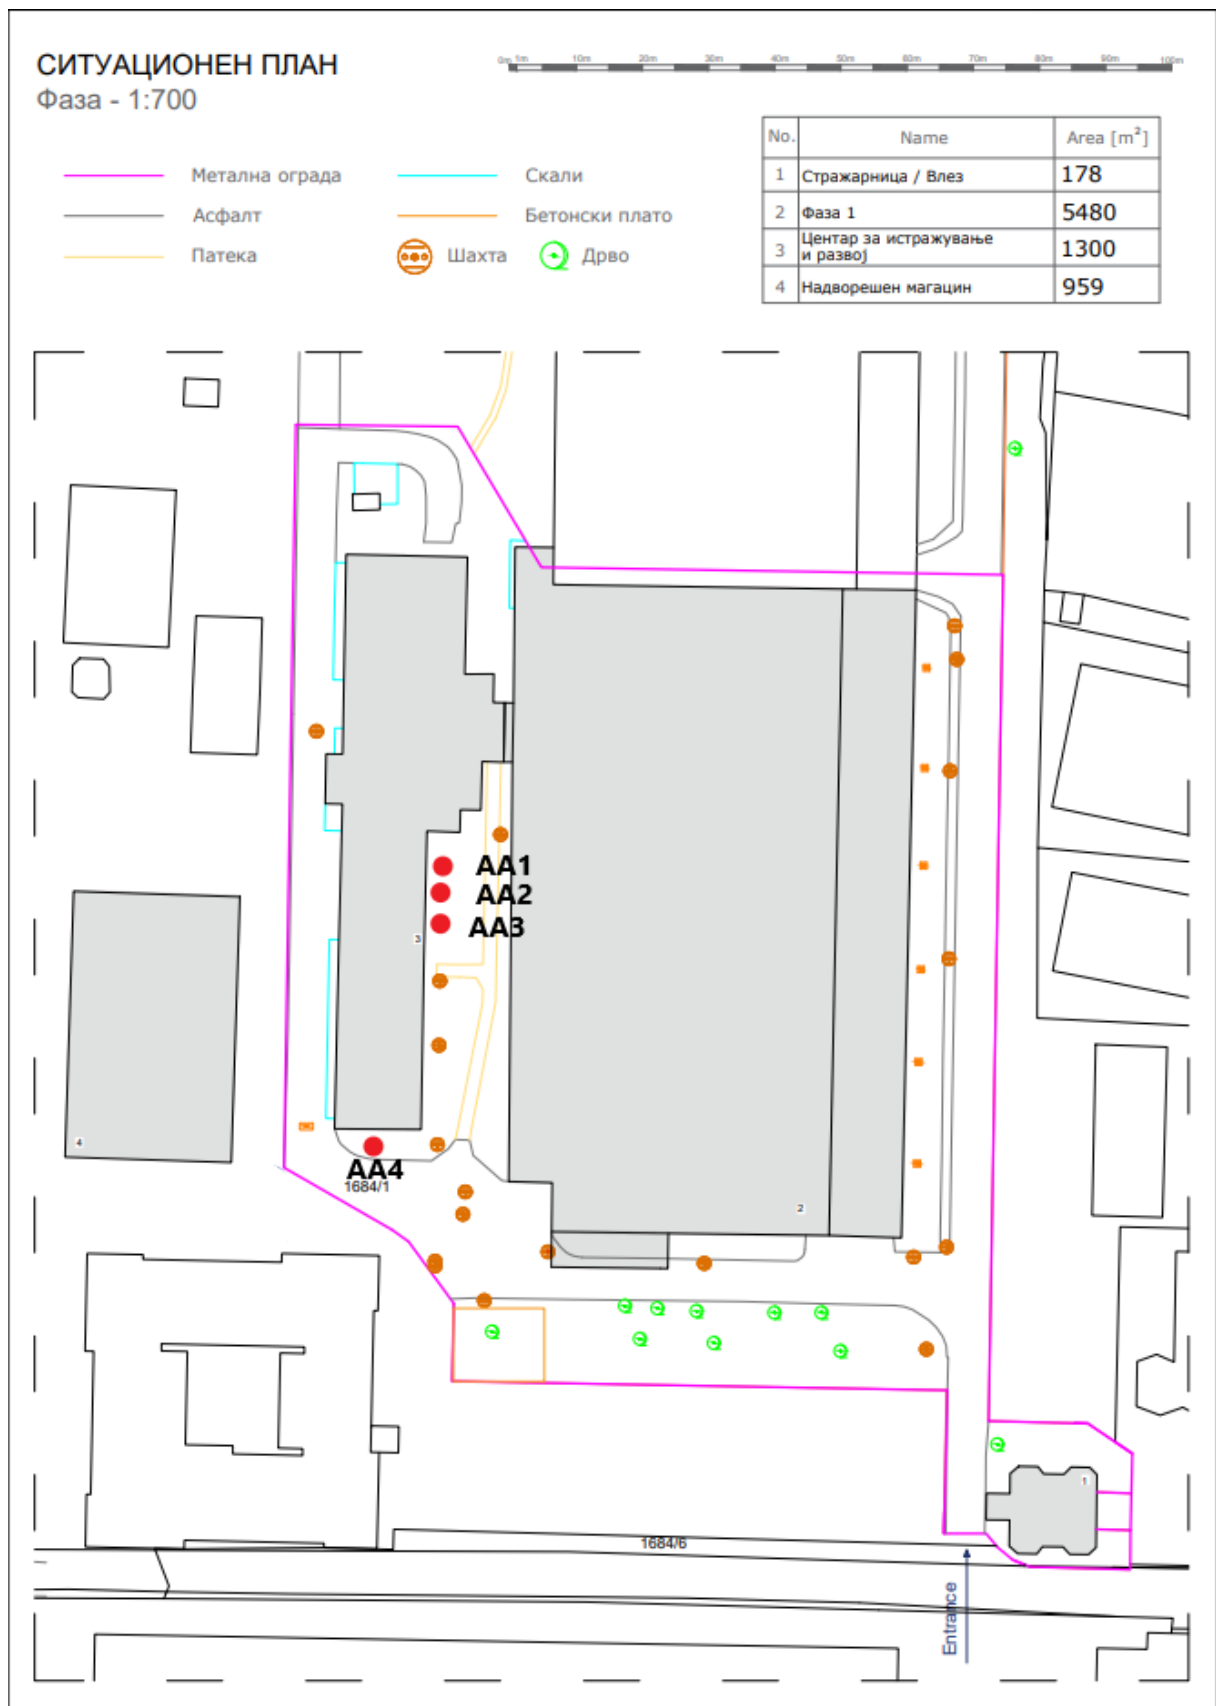 СИТУАЦИОНЕН ПЛАН
Фаза - 1:700
0m 1m 10m 20m 30m 40m 50m 60m 70m 80m 90m 100m
Метална ограда
Скали
Асфалт
Бетонски плато
Патека
Шахта
Дрво
No. Name Area [m²]
1 Стражарница / Влез 178
2 Фаза 1 5480
3 Центар за истражување
и развој 1300
4 Надворешен магацин 959
AA1
AA2
AA3
3
4
AA4
1684/1
2
1
1684/6
Entrance